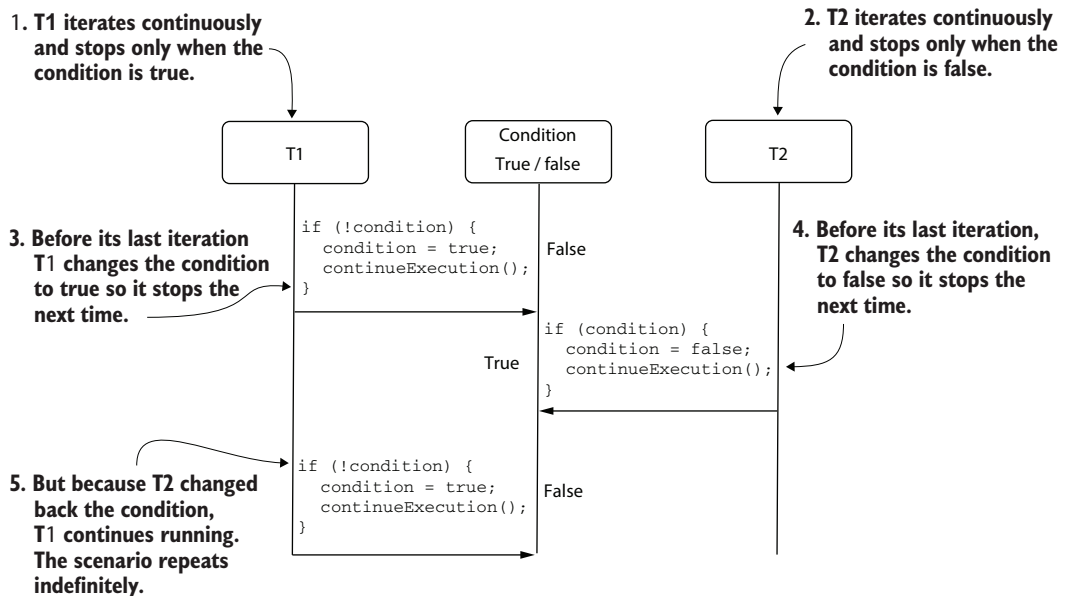 1. T1 iterates continuously
and stops only when the
condition is true.
2. T2 iterates continuously
and stops only when the
condition is false.
T1
Condition
True / false
T2
3. Before its last iteration
T1 changes the condition
to true so it stops the
next time.
if (!condition) {
condition = true;
continueExecution();
}
False
4. Before its last iteration,
T2 changes the condition
to false so it stops the
next time.
True
if (condition) {
condition = false;
continueExecution();
}
5. But because T2 changed
back the condition,
T1 continues running.
The scenario repeats
indefinitely.
if (!condition) {
condition = true;
continueExecution();
}
False